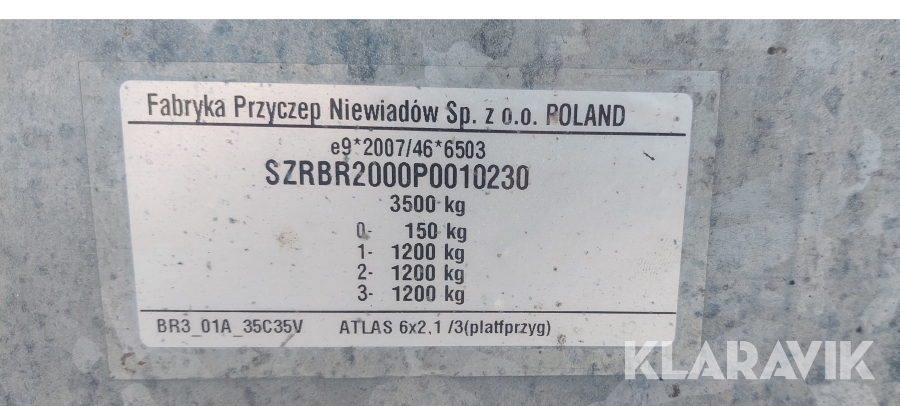 Fabryka Przyczep Niewiadów Sp. z o.o. POLAND
e9*2007/46*6503
SZRBR2000P0010230
3500 kg
0- 150 kg
1- 1200 kg
2- 1200 kg
3- 1200 kg
BR3_01A_35C35V ATLAS 6x2,1 /3(platfprzyg)
KLARAVIK